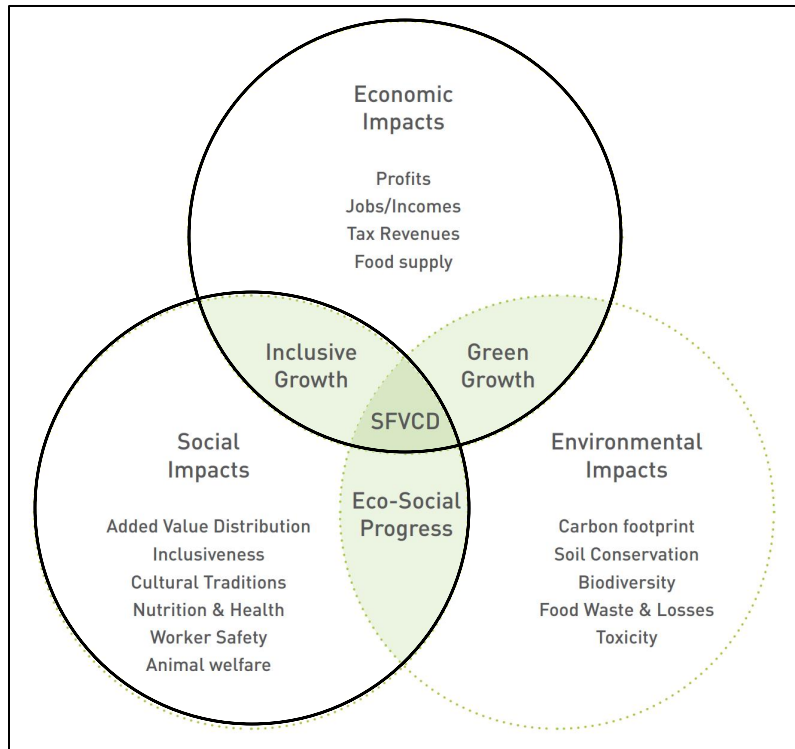 Economic
Impacts
Profits
Jobs/Incomes
Tax Revenues
Food supply
Inclusive
Growth
Green
Growth
SFVCD
Social
Impacts
Added Value Distribution
Inclusiveness
Cultural Traditions
Nutrition & Health
Worker Safety
Animal welfare
Eco-Social
Progress
Environmental
Impacts
Carbon footprint
Soil Conservation
Biodiversity
Food Waste & Losses
Toxicity